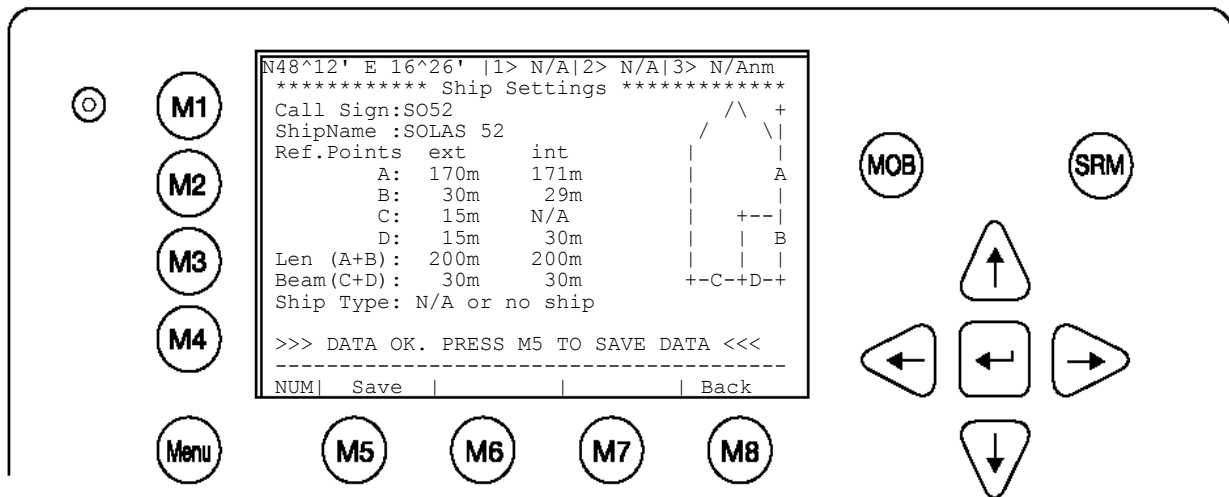 N48^12' E 16^26' |1> N/A|2> N/A|3> N/Anm
************ Ship Settings *************
Call Sign:SO52 /\ +
ShipName :SOLAS 52 / \|
Ref.Points ext int | |
A: 170m 171m | A
B: 30m 29m | |
C: 15m N/A | +--|
D: 15m 30m | | B
Len (A+B): 200m 200m | | |
Beam(C+D): 30m 30m +-C-+D-+
Ship Type: N/A or no ship
>>> DATA OK. PRESS M5 TO SAVE DATA <<<
----------------------------------------
NUM| Save | | | Back
M1
M2
M3
M4
Menu
M5
M6
M7
M8
MOB
SRM